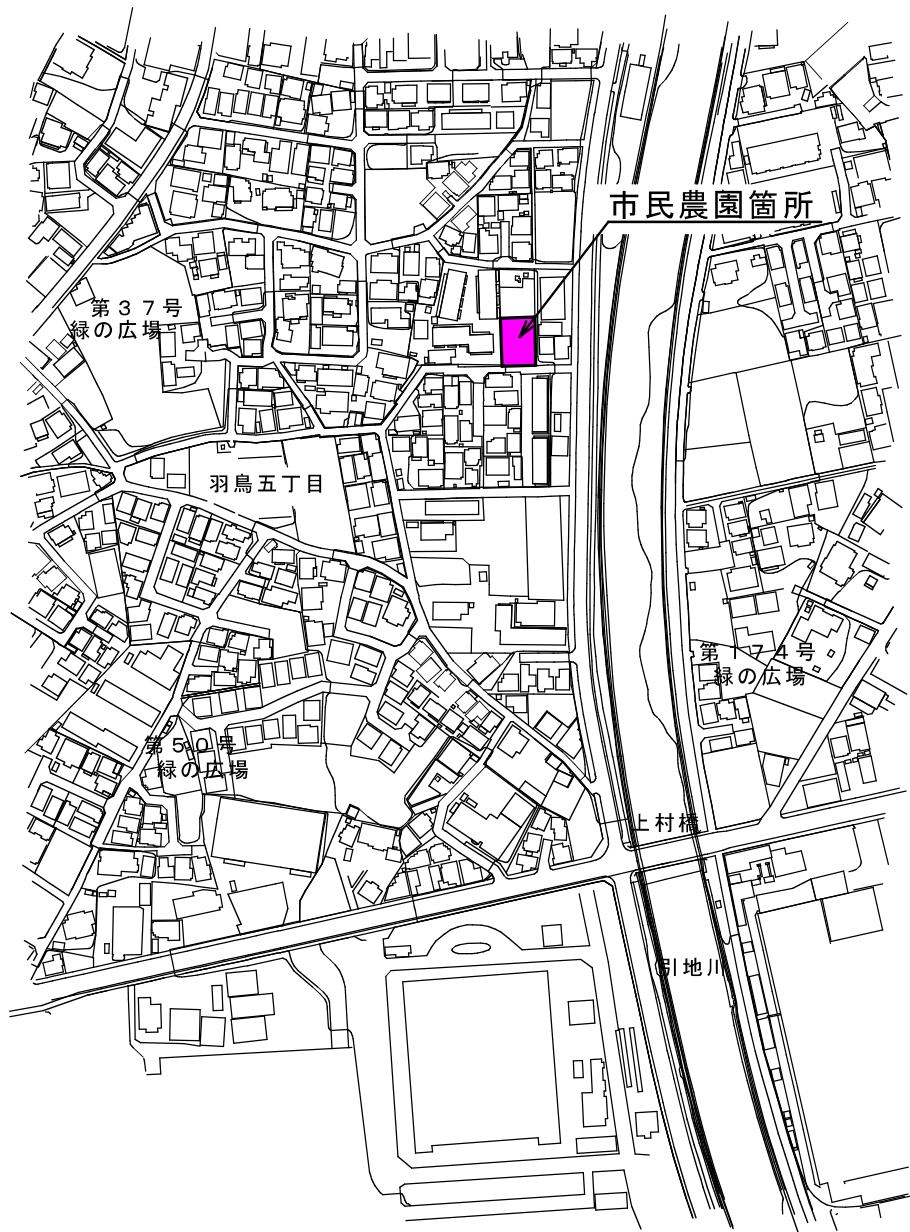 市民農園箇所
第３７号
緑の広場
羽鳥五丁目
第１７４号
緑の広場
第５０号
緑の広場
上村橋
引地川